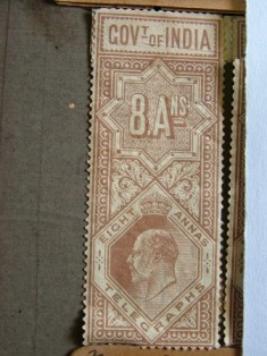 GOVT OF INDIA
8.ANS
EIGHT ANNAS
TELEGRAPHS